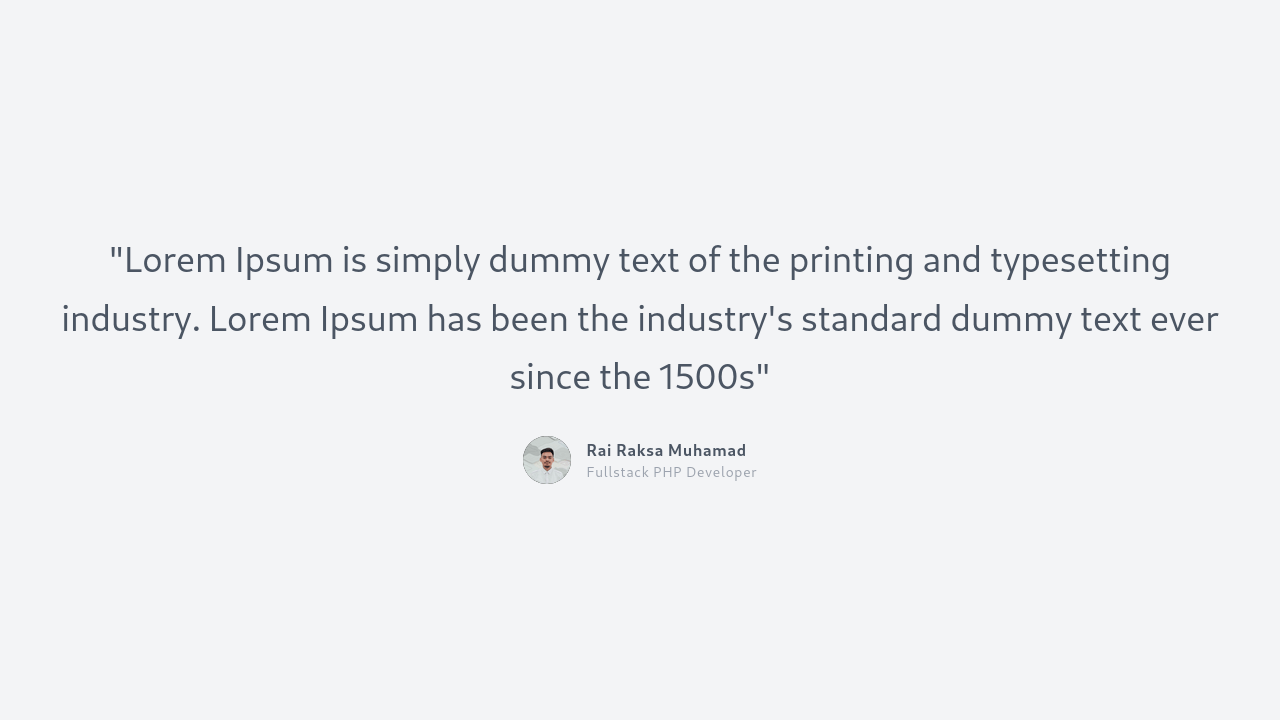 "Lorem Ipsum is simply dummy text of the printing and typesetting
industry. Lorem Ipsum has been the industry's standard dummy text ever
since the 1500s"
Rai Raksa Muhamad
Fullstack PHP Developer